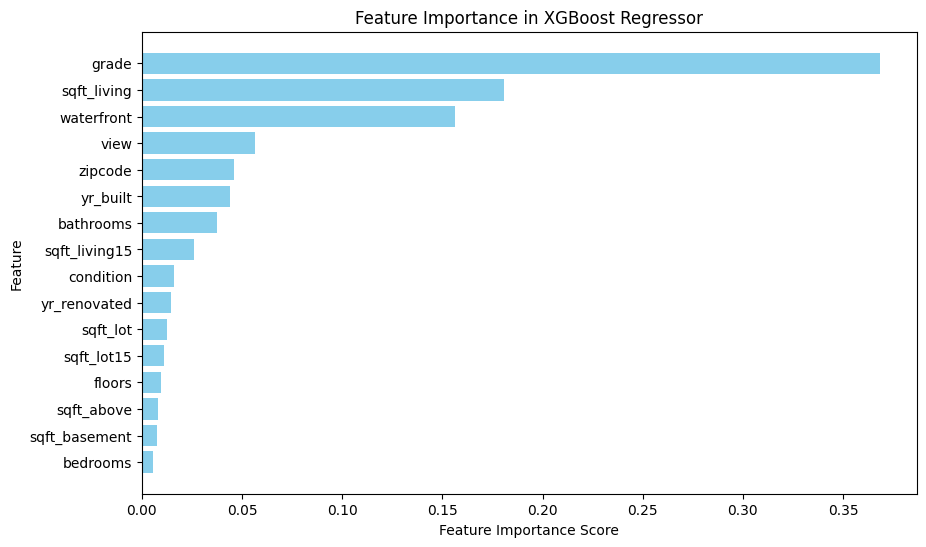 Feature Importance in XGBoost Regressor
Feature
grade
sqft_living
waterfront
view
zipcode
yr_built
bathrooms
sqft_living15
condition
yr_renovated
sqft_lot
sqft_lot15
floors
sqft_above
sqft_basement
bedrooms
0.00 0.05 0.10 0.15 0.20 0.25 0.30 0.35
Feature Importance Score